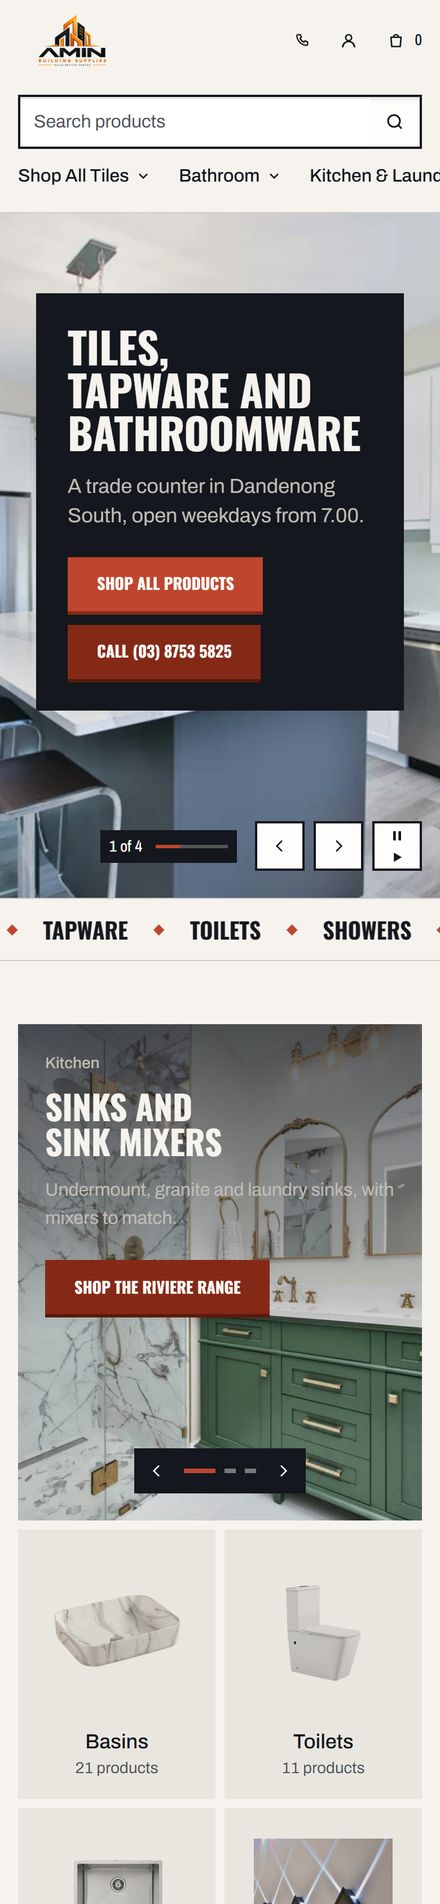 AMIN
BUILDING SUPPLIES
BUILD BETTER SPACES
0
Search products
Shop All Tiles
Bathroom
Kitchen & Laund
TILES,
TAPWARE AND
BATHROOMWARE
A trade counter in Dandenong
South, open weekdays from 7.00.
SHOP ALL PRODUCTS
CALL (03) 8753 5825
1 of 4
TAPWARE
TOILETS
SHOWERS
Kitchen
SINKS AND
SINK MIXERS
Undermount, granite and laundry sinks, with
mixers to match.
SHOP THE RIVIERE RANGE
Basins
21 products
Toilets
11 products